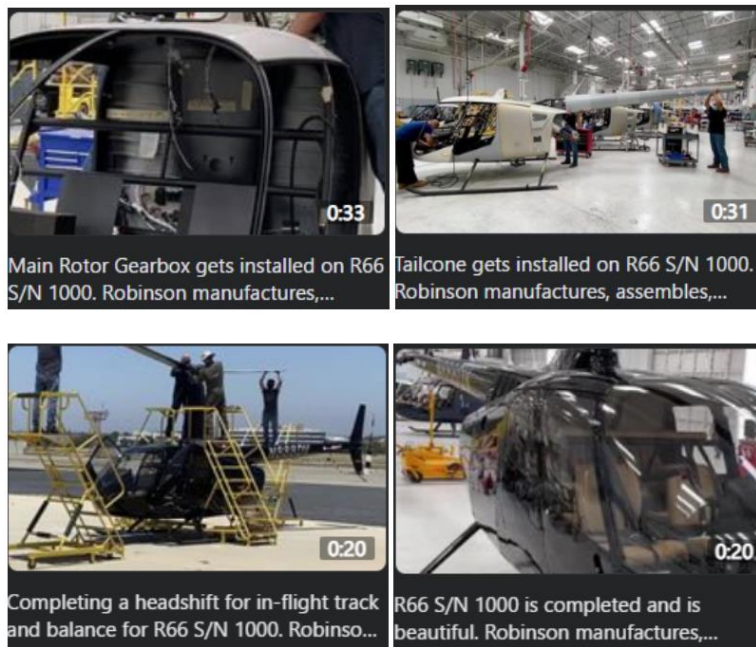 0:33
0:31
Main Rotor Gearbox gets installed on R66
S/N 1000. Robinson manufactures,...
Tailcone gets installed on R66 S/N 1000.
Robinson manufactures, assembles,...
0:20
0:20
Completing a headshift for in-flight track
and balance for R66 S/N 1000. Robinso...
R66 S/N 1000 is completed and is
beautiful. Robinson manufactures,...